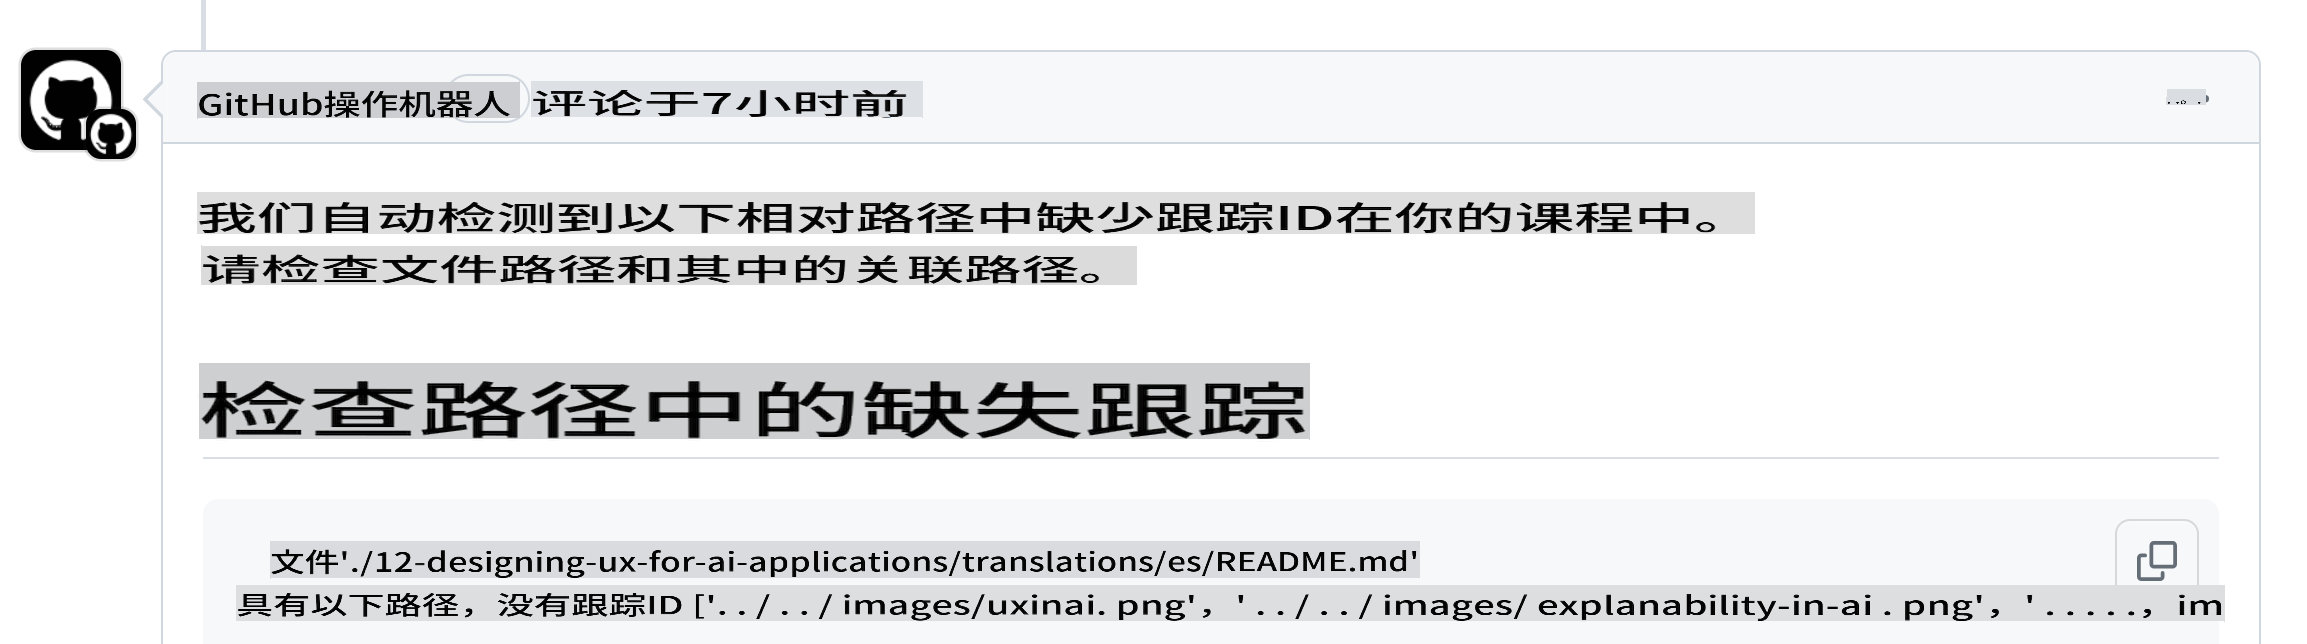 GitHub操作机器人 评论于7小时前
我们自动检测到以下相对路径中缺少跟踪ID在你的课程中。
请检查文件路径和其中的关联路径。
检查路径中的缺失跟踪
文件'./12-designing-ux-for-ai-applications/translations/es/README.md'
具有以下路径，没有跟踪ID ['../../images/uxinai.png'，'../../images/explanability-in-ai.png'，'.....，im